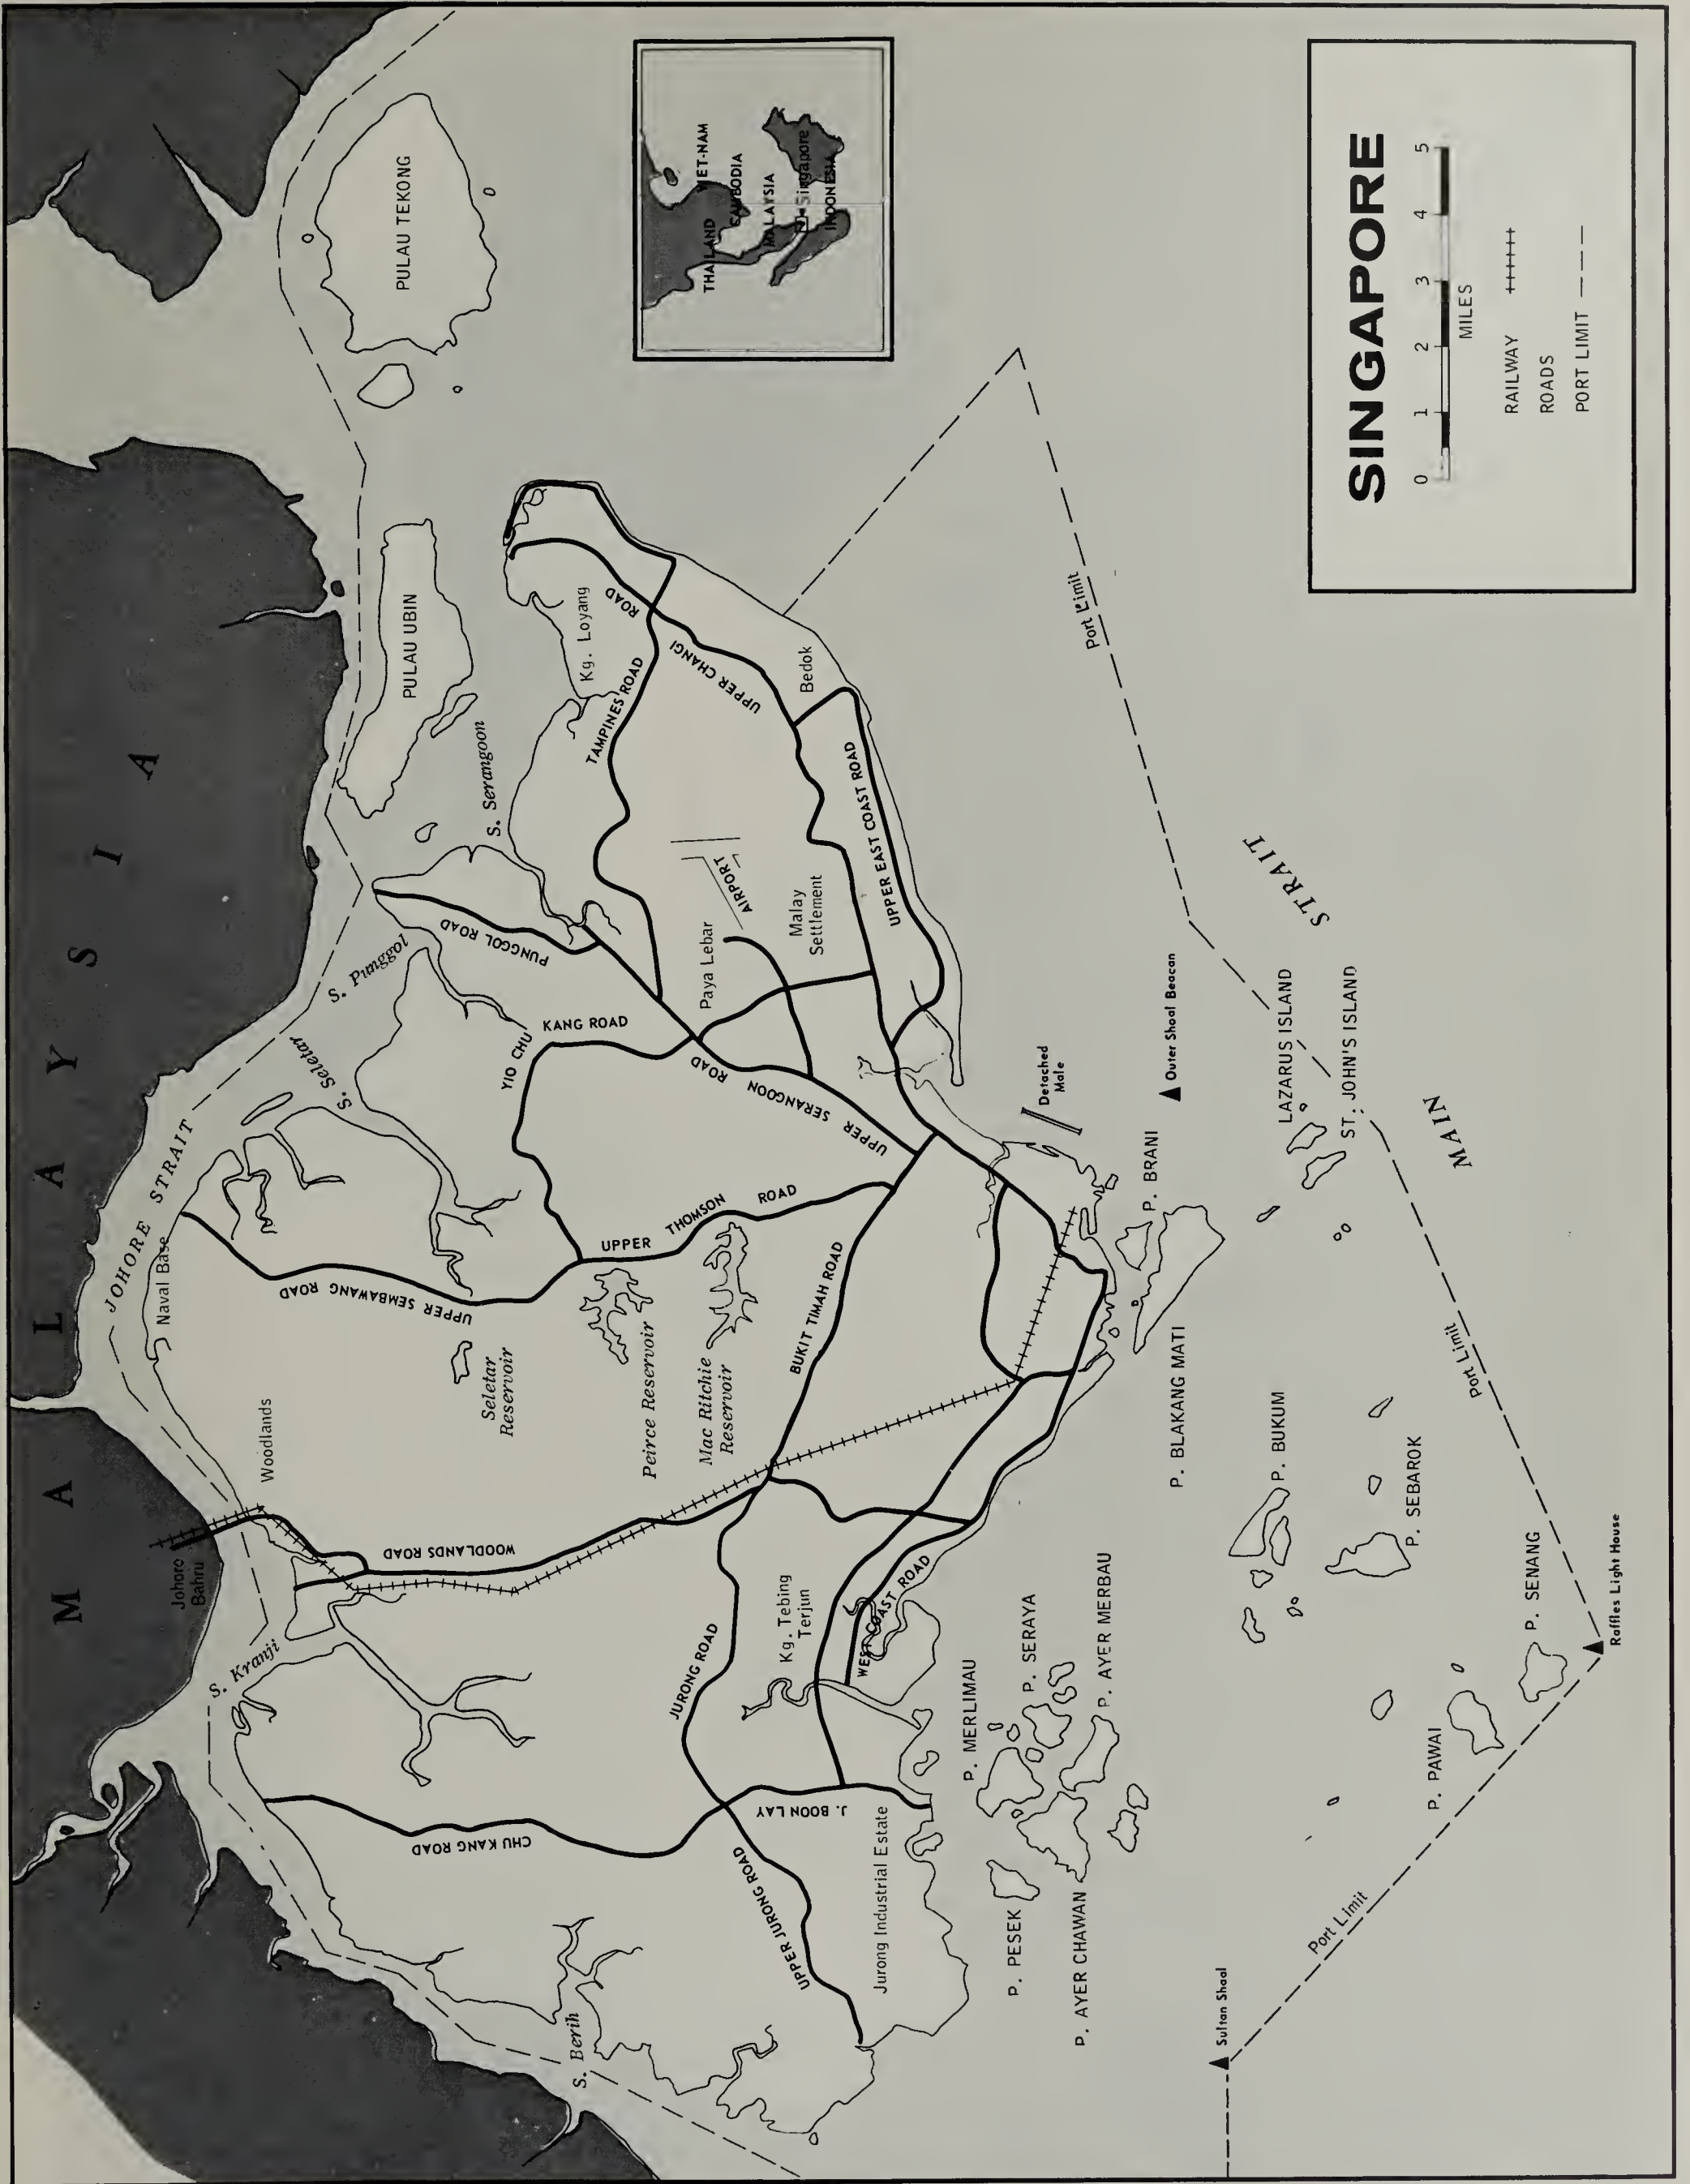 SINGAPORE
0 1 2 3 4 5
MILES
RAILWAY
ROADS
PORT LIMIT
THAILAND
VIET-NAM
CAMBODIA
MALAYSIA
Singapore
INDONESIA
MALAYSIA
Johoro
Bahru
JOHORE STRAIT
Naval Base
Woodlands
S. Kranji
S. Seletar
S. Punggol
S. Serangoon
PULAU UBIN
PULAU TEKONG
WOODLANDS ROAD
UPPER SEMBAWANG ROAD
Seletar
Reservoir
Peirce Reservoir
Mac Ritchie
Reservoir
UPPER THOMSON ROAD
YIO CHU KANG ROAD
PUNGGOL ROAD
UPPER SERANGOON ROAD
TAMPINES ROAD
Kg. Loyang
UPPER CHANGI ROAD
Bedok
UPPER EAST COAST ROAD
Paya Lebar
AIRPORT
Malay
Settlement
BUKIT TIMAH ROAD
CHU KANG ROAD
JURONG ROAD
UPPER JURONG ROAD
J. BOON LAY
Jurong Industrial Estate
Kg. Tebing
Terjun
WEST COAST ROAD
S. Berih
P. PESEK
P. AYER CHAWAN
P. MERLIMAU
P. SERAYA
P. AYER MERBAU
P. BUKUM
P. SEBAROK
P. SENANG
P. PAWAI
P. BLAKANG MATI
P. BRANI
Detached
Male
Outer Shoal Beacan
LAZARUS ISLAND
ST. JOHN'S ISLAND
MAIN STRAIT
Port Limit
Port Limit
Port Limit
Raffles Light House
Sultan Shaal